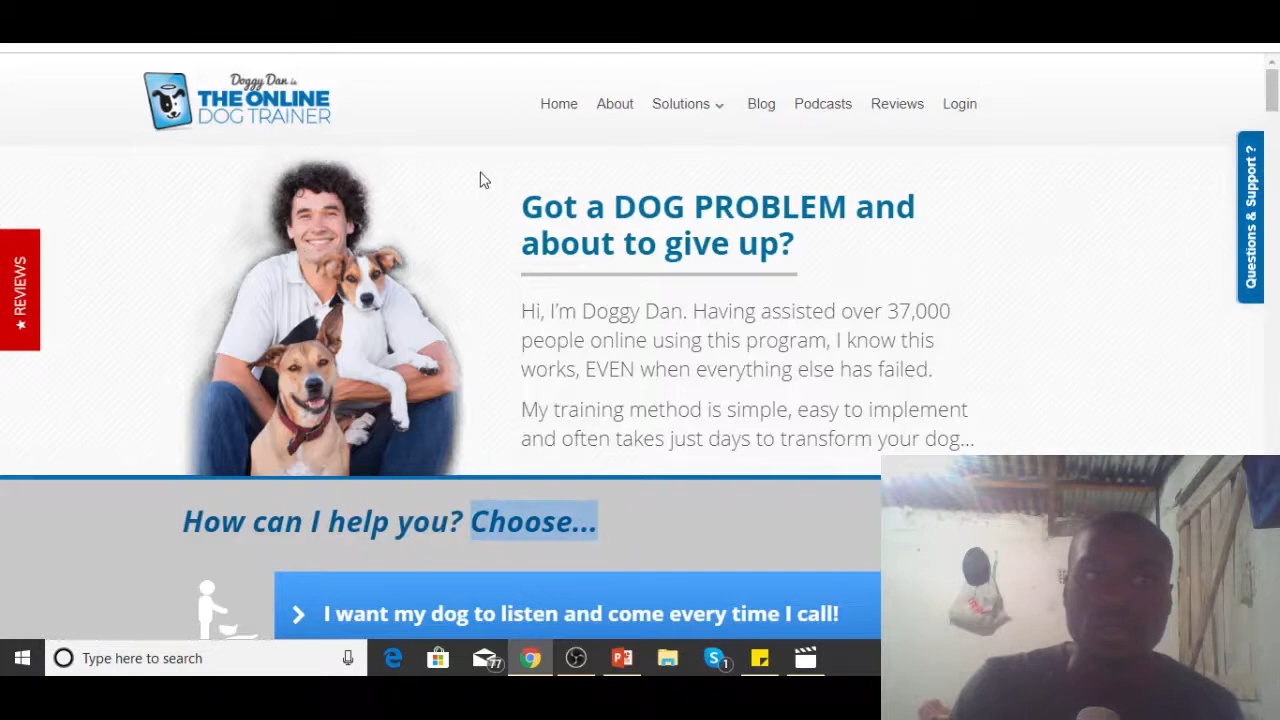 Doggy Dan is
THE ONLINE
DOG TRAINER
Home About Solutions Blog Podcasts Reviews Login
Questions & Support ?
★ REVIEWS
Got a DOG PROBLEM and
about to give up?
Hi, I'm Doggy Dan. Having assisted over 37,000
people online using this program, I know this
works, EVEN when everything else has failed.
My training method is simple, easy to implement
and often takes just days to transform your dog...
How can I help you? Choose...
I want my dog to listen and come every time I call!
Type here to search
77
1